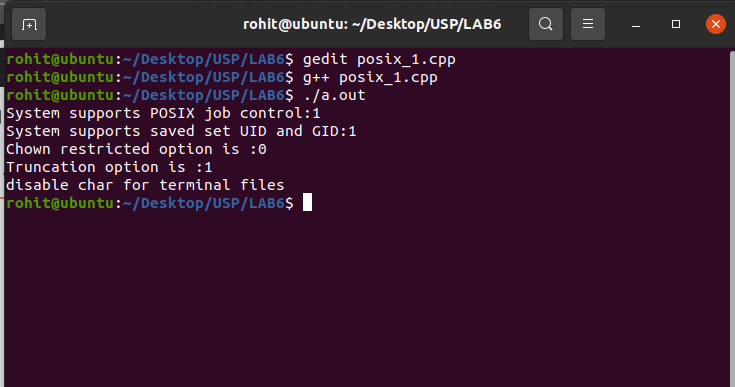 rohit@ubuntu: ~/Desktop/USP/LAB6
rohit@ubuntu:~/Desktop/USP/LAB6$ gedit posix_1.cpp
rohit@ubuntu:~/Desktop/USP/LAB6$ g++ posix_1.cpp
rohit@ubuntu:~/Desktop/USP/LAB6$ ./a.out
System supports POSIX job control:1
System supports saved set UID and GID:1
Chown restricted option is :0
Truncation option is :1
disable char for terminal files
rohit@ubuntu:~/Desktop/USP/LAB6$